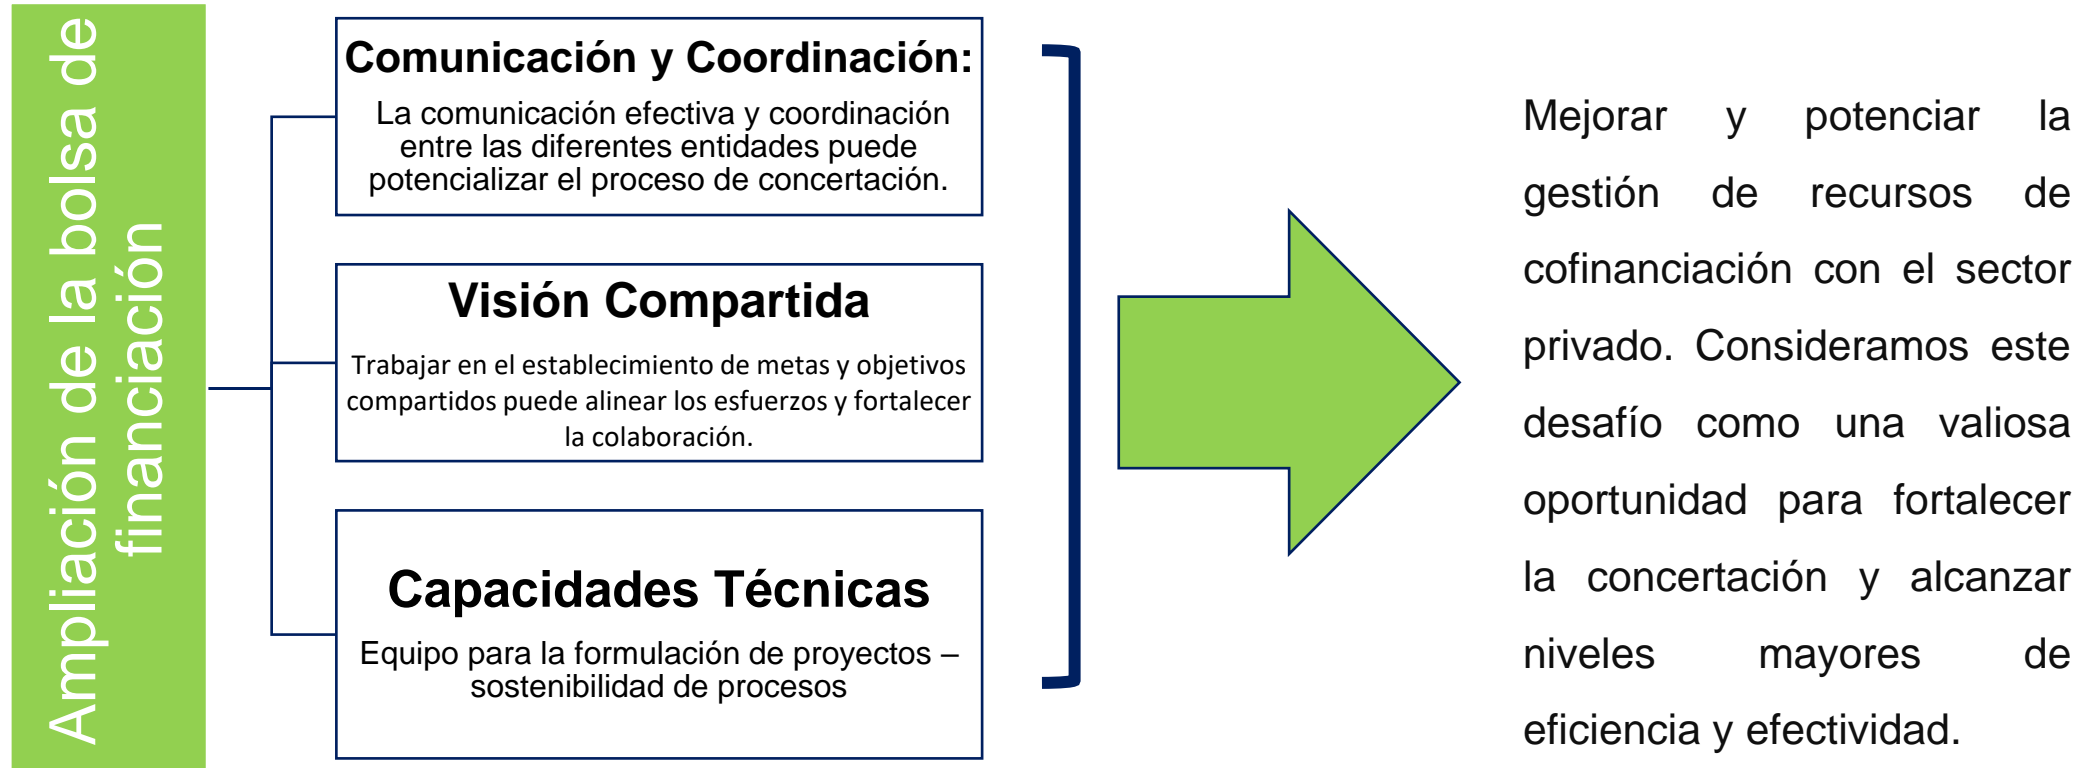 Ampliación de la bolsa de
financiación
Comunicación y Coordinación:
La comunicación efectiva y coordinación
entre las diferentes entidades puede
potencializar el proceso de concertación.
Visión Compartida
Trabajar en el establecimiento de metas y objetivos
compartidos puede alinear los esfuerzos y fortalecer
la colaboración.
Capacidades Técnicas
Equipo para la formulación de proyectos –
sostenibilidad de procesos
Mejorar y potenciar la
gestión de recursos de
cofinanciación con el sector
privado. Consideramos este
desafío como una valiosa
oportunidad para fortalecer
la concertación y alcanzar
niveles mayores de
eficiencia y efectividad.